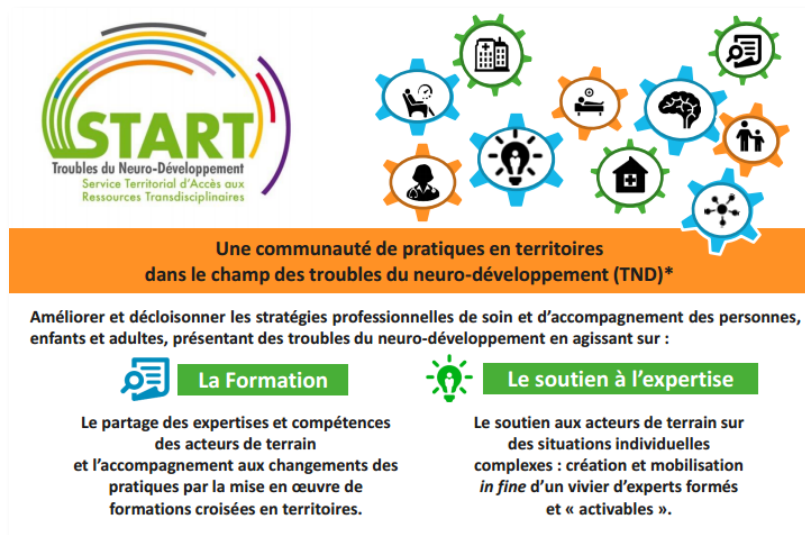 START
Troubles du Neuro-Développement
Service Territorial d'Accès aux
Ressources Transdisciplinaires
Une communauté de pratiques en territoires
dans le champ des troubles du neuro-développement (TND)*
Améliorer et décloisonner les stratégies professionnelles de soin et d'accompagnement des personnes,
enfants et adultes, présentant des troubles du neuro-développement en agissant sur :
La Formation
Le partage des expertises et compétences
des acteurs de terrain
et l'accompagnement aux changements des
pratiques par la mise en œuvre de
formations croisées en territoires.
Le soutien à l'expertise
Le soutien aux acteurs de terrain sur
des situations individuelles
complexes : création et mobilisation
in fine d'un vivier d'experts formés
et « activables ».